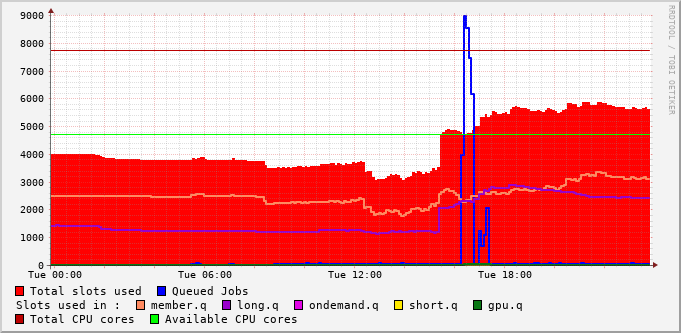 RRDTOOL / TOBI OETIKER
9000
8000
7000
6000
5000
4000
3000
2000
1000
0
Tue 00:00 Tue 06:00 Tue 12:00 Tue 18:00
Total slots used Queued Jobs
Slots used in : member.q long.q ondemand.q short.q gpu.q
Total CPU cores Available CPU cores